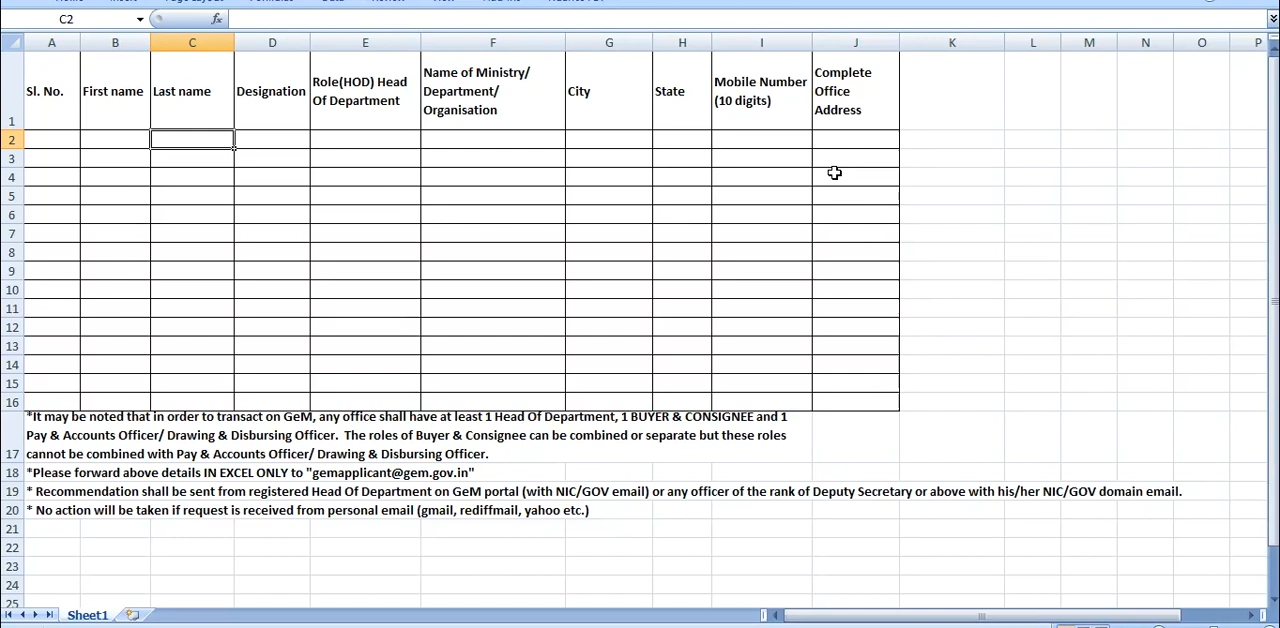 C2
fx
A B C D E F G H I J K L M N O P
Sl. No. First name Last name Designation Role(HOD) Head Of Department Name of Ministry/ Department/ Organisation City State Mobile Number (10 digits) Complete Office Address
1
2
3
4
5
6
7
8
9
10
11
12
13
14
15
16
*It may be noted that in order to transact on GeM, any office shall have at least 1 Head Of Department, 1 BUYER & CONSIGNEE and 1
Pay & Accounts Officer/ Drawing & Disbursing Officer. The roles of Buyer & Consignee can be combined or separate but these roles
17 cannot be combined with Pay & Accounts Officer/ Drawing & Disbursing Officer.
18 *Please forward above details IN EXCEL ONLY to "gemapplicant@gem.gov.in"
19 * Recommendation shall be sent from registered Head Of Department on GeM portal (with NIC/GOV email) or any officer of the rank of Deputy Secretary or above with his/her NIC/GOV domain email.
20 * No action will be taken if request is received from personal email (gmail, rediffmail, yahoo etc.)
21
22
23
24
25
Sheet1